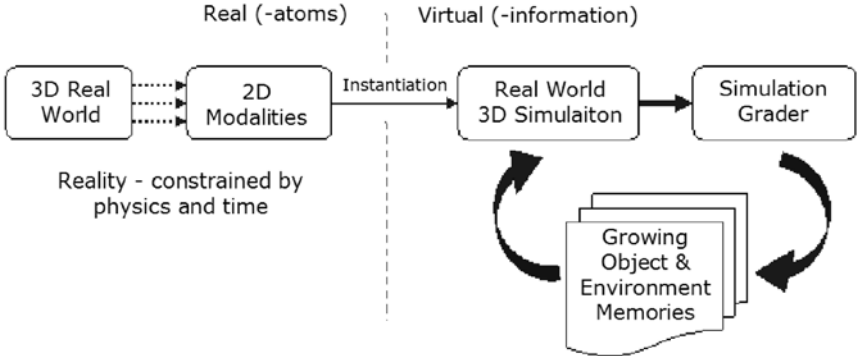 Real (-atoms)
Virtual (-information)
3D Real
World
2D
Modalities
Instantiation
Real World
3D Simulaiton
Simulation
Grader
Reality - constrained by
physics and time
Growing
Object &
Environment
Memories